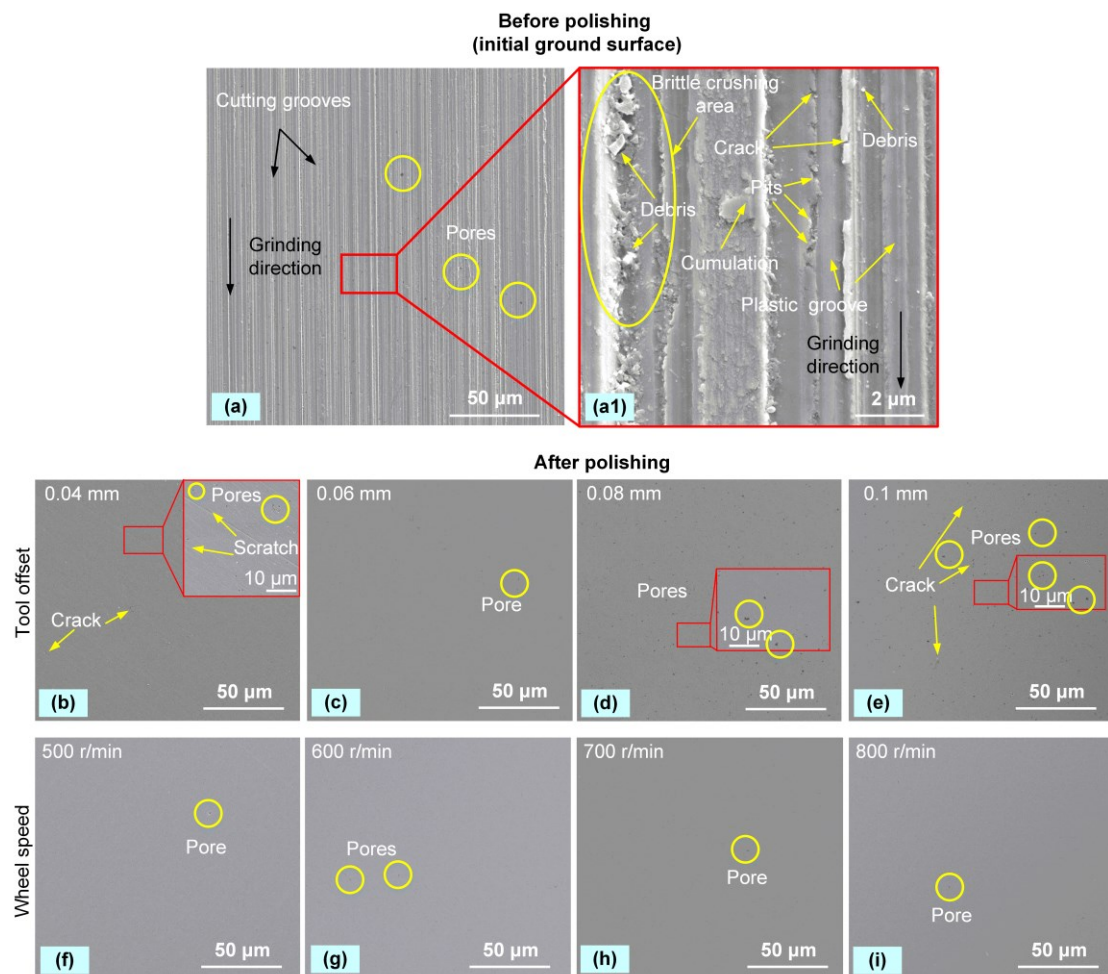 Before polishing
(initial ground surface)
Cutting grooves
Pores
Grinding
direction
(a)
50 µm
Brittle crushing
area
Crack
Debris
Pits
Debris
Cumulation
Plastic groove
Grinding
direction
(a1)
2 µm
After polishing
Tool offset
0.04 mm
Pores
Scratch
10 µm
Crack
(b)
50 µm
0.06 mm
Pore
(c)
50 µm
0.08 mm
Pores
10 µm
(d)
50 µm
0.1 mm
Pores
Crack
10 µm
(e)
50 µm
Wheel speed
500 r/min
Pore
(f)
50 µm
600 r/min
Pores
(g)
50 µm
700 r/min
Pore
(h)
50 µm
800 r/min
Pore
(i)
50 µm